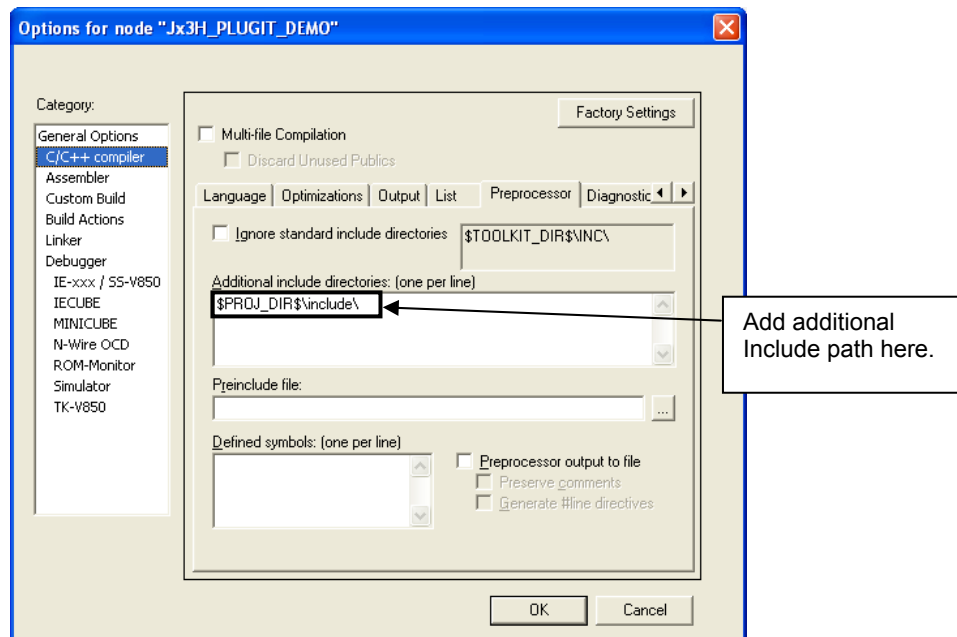 Options for node "Jx3H_PLUGIT_DEMO"
Category:
Factory Settings
General Options
C/C++ compiler
Assembler
Custom Build
Build Actions
Linker
Debugger
IE-xxx / SS-V850
IECUBE
MINICUBE
N-Wire OCD
ROM-Monitor
Simulator
TK-V850
Multi-file Compilation
Discard Unused Publics
Language Optimizations Output List Preprocessor Diagnostic
Ignore standard include directories $TOOLKIT_DIR$\INC\
Additional include directories: (one per line)
$PROJ_DIR$\include\
Add additional
Include path here.
Preinclude file:
...
Defined symbols: (one per line)
Preprocessor output to file
Preserve comments
Generate #line directives
OK Cancel